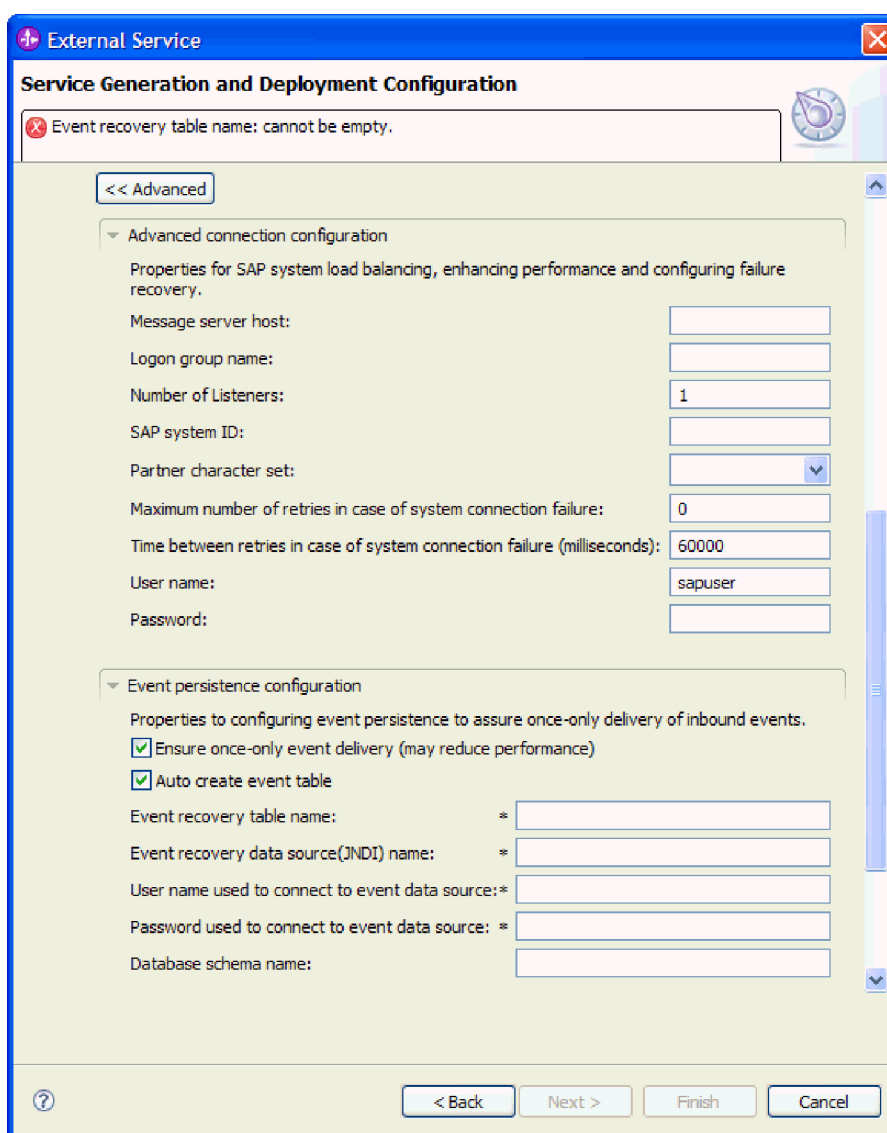 External Service
Service Generation and Deployment Configuration
Event recovery table name: cannot be empty.
<< Advanced
Advanced connection configuration
Properties for SAP system load balancing, enhancing performance and configuring failure
recovery.
Message server host:
Logon group name:
Number of Listeners: 1
SAP system ID:
Partner character set:
Maximum number of retries in case of system connection failure: 0
Time between retries in case of system connection failure (milliseconds): 60000
User name: sapuser
Password:
Event persistence configuration
Properties to configuring event persistence to assure once-only delivery of inbound events.
Ensure once-only event delivery (may reduce performance)
Auto create event table
Event recovery table name: *
Event recovery data source(JNDI) name: *
User name used to connect to event data source:*
Password used to connect to event data source: *
Database schema name:
? < Back Next > Finish Cancel